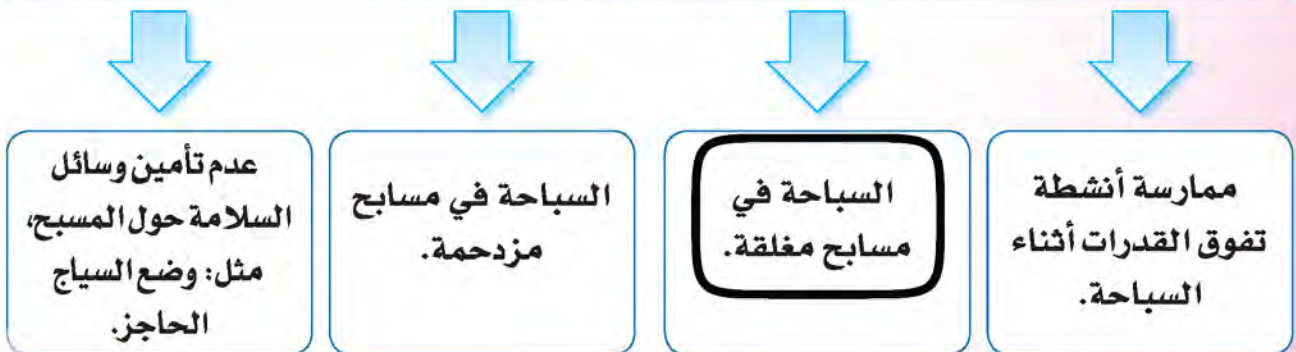 ممارسة أنشطة
تفوق القدرات أثناء
السباحة.
السباحة في
مسابح مغلقة.
السباحة في مسابح
مزدحمة.
عدم تأمين وسائل
السلامة حول المسبح،
مثل: وضع السياج
الحاجز.